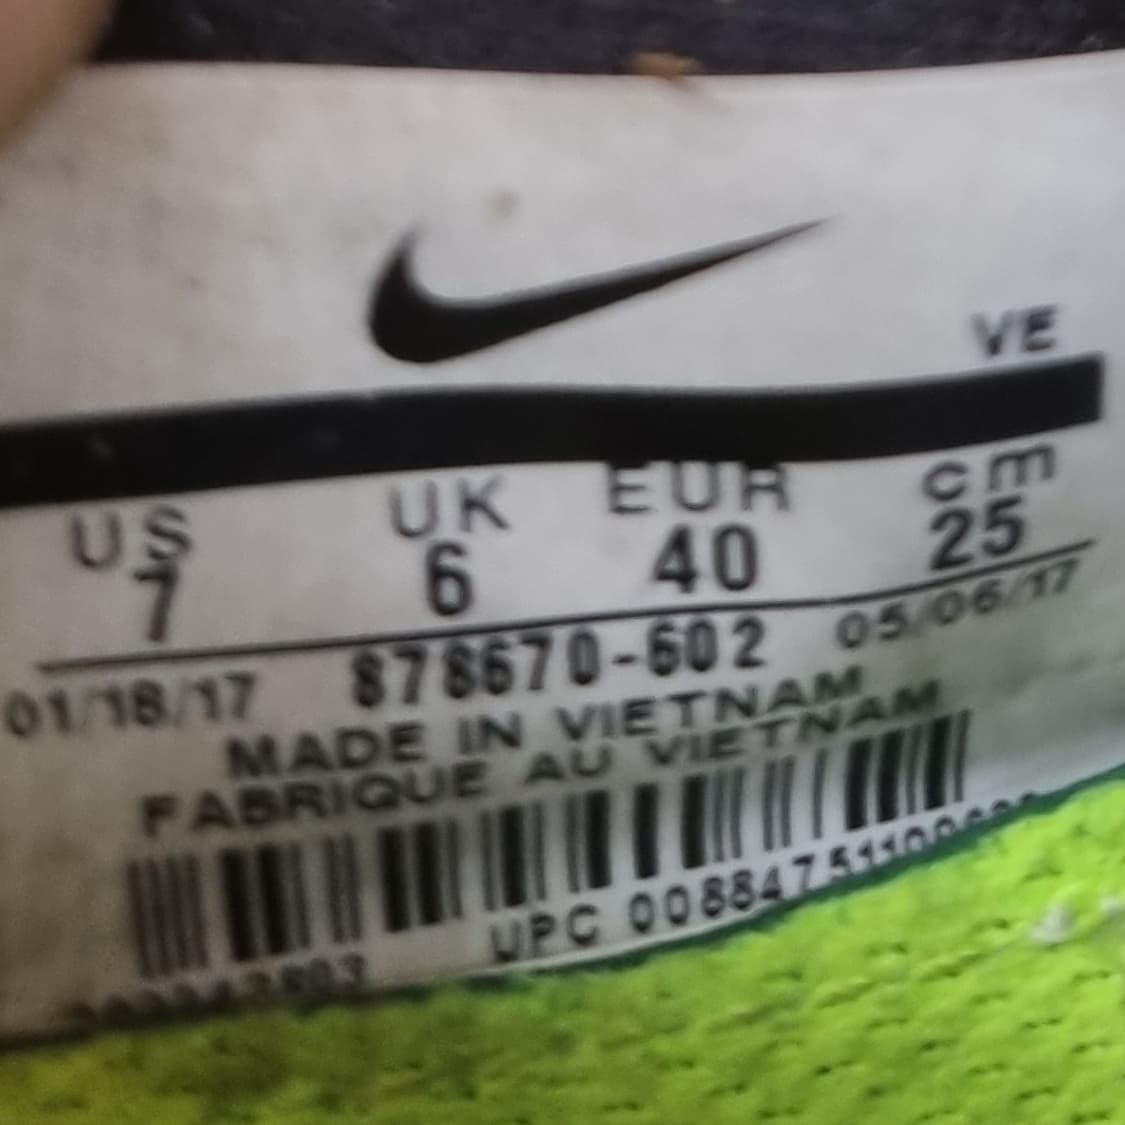 VE
US UK EUR cm
7 6 40 25
01/18/17 878670-602 05/06/17
MADE IN VIETNAM
FABRIQUE AU VIETNAM
UPC